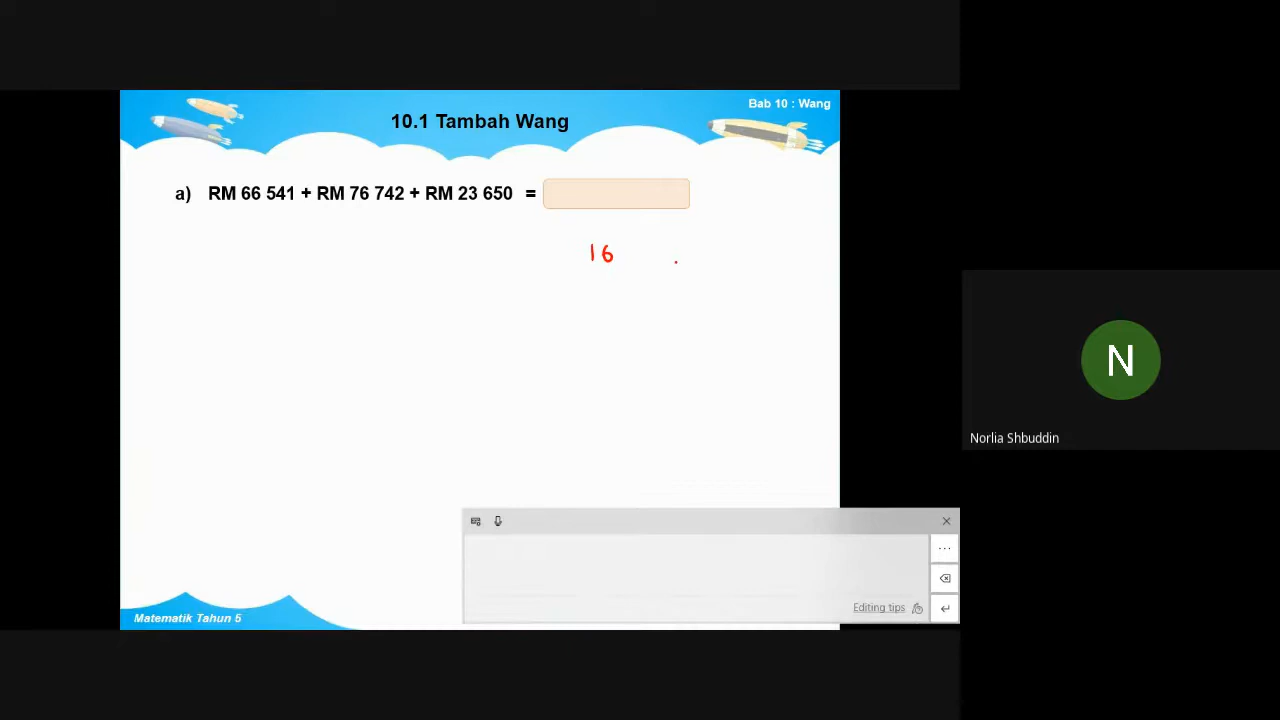 Bab 10 : Wang
10.1 Tambah Wang
a) RM 66 541 + RM 76 742 + RM 23 650 =
16 .
N
Norlia Shbuddin
Editing tips
Matematik Tahun 5